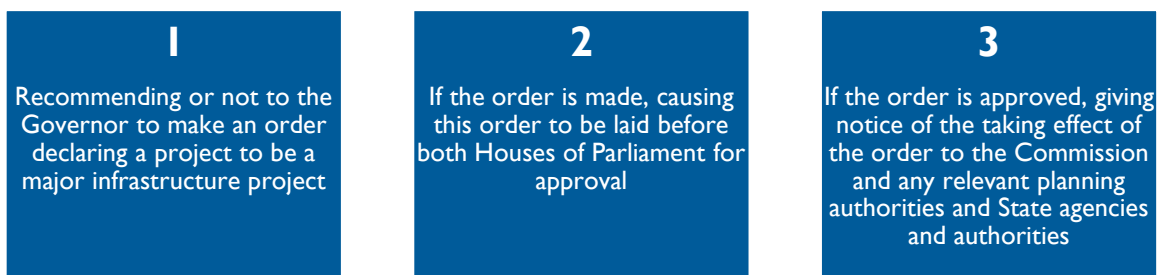 1
Recommending or not to the
Governor to make an order
declaring a project to be a
major infrastructure project
2
If the order is made, causing
this order to be laid before
both Houses of Parliament for
approval
3
If the order is approved, giving
notice of the taking effect of
the order to the Commission
and any relevant planning
authorities and State agencies
and authorities